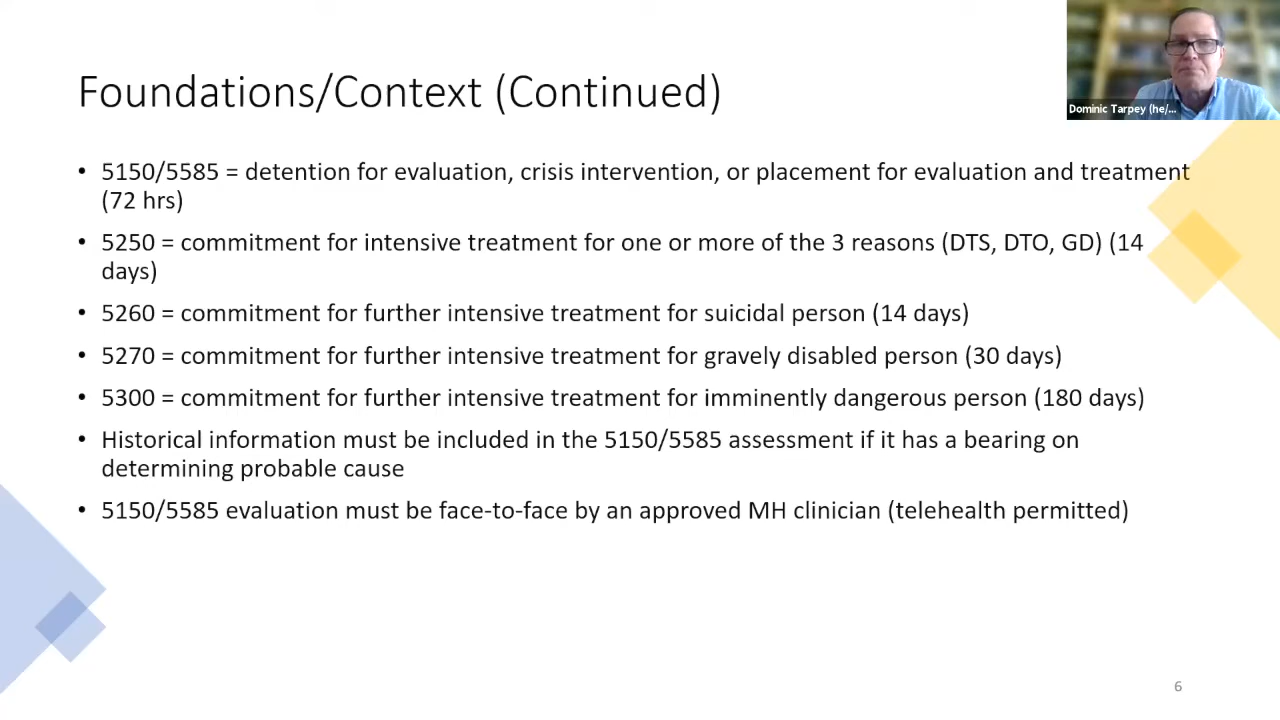 Foundations/Context (Continued)
Dominic Tarpey (he/...
• 5150/5585 = detention for evaluation, crisis intervention, or placement for evaluation and treatment
(72 hrs)
• 5250 = commitment for intensive treatment for one or more of the 3 reasons (DTS, DTO, GD) (14
days)
• 5260 = commitment for further intensive treatment for suicidal person (14 days)
• 5270 = commitment for further intensive treatment for gravely disabled person (30 days)
• 5300 = commitment for further intensive treatment for imminently dangerous person (180 days)
• Historical information must be included in the 5150/5585 assessment if it has a bearing on
determining probable cause
• 5150/5585 evaluation must be face-to-face by an approved MH clinician (telehealth permitted)
6